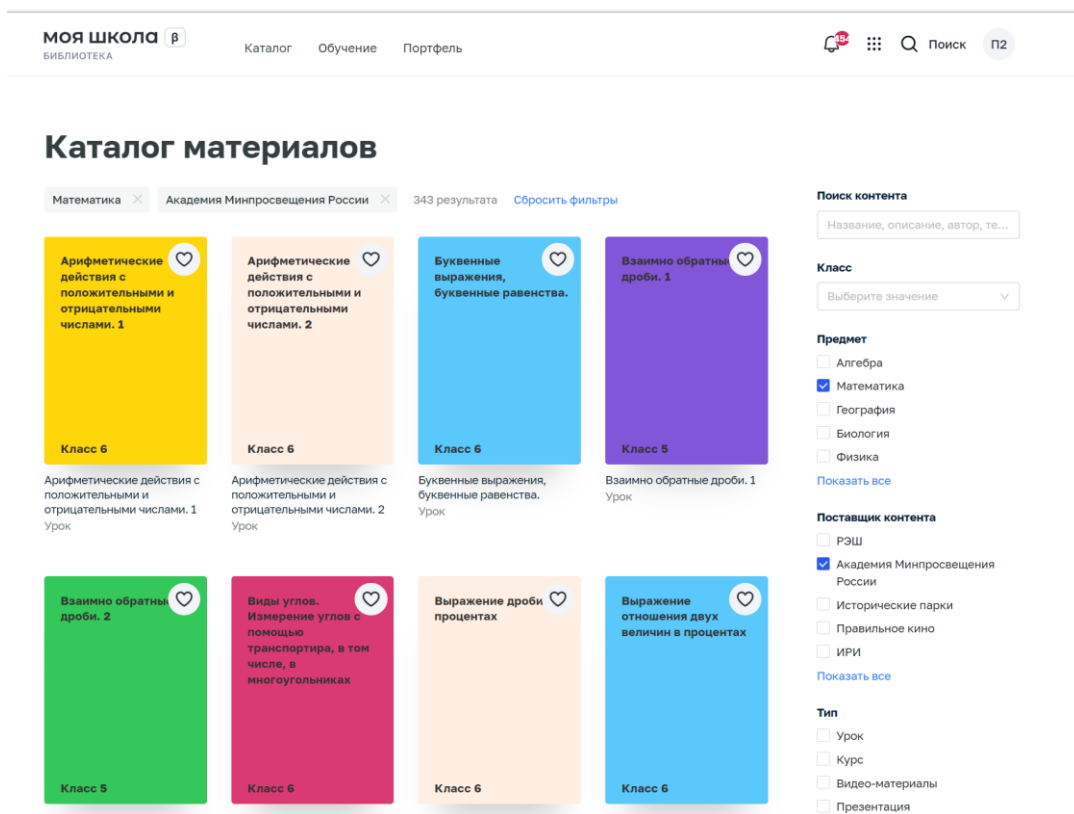 моя школа β
БИБЛИОТЕКА
Каталог Обучение Портфель
454
Поиск П2
Каталог материалов
Математика Академия Минпросвещения России 343 результата Сбросить фильтры
Арифметические
действия с
положительными и
отрицательными
числами. 1
Класс 6
Арифметические действия с
положительными и
отрицательными числами. 1
Урок
Арифметические
действия с
положительными и
отрицательными
числами. 2
Класс 6
Арифметические действия с
положительными и
отрицательными числами. 2
Урок
Буквенные
выражения,
буквенные равенства.
Класс 6
Буквенные выражения,
буквенные равенства.
Урок
Взаимно обратны
дроби. 1
Класс 5
Взаимно обратные дроби. 1
Урок
Взаимно обратны
дроби. 2
Класс 5
Виды углов.
Измерение углов с
помощью
транспортира, в том
числе, в
многоугольниках
Класс 6
Выражение дроби
процентах
Класс 6
Выражение
отношения двух
величин в процентах
Класс 6
Поиск контента
Название, описание, автор, те...
Класс
Выберите значение
Предмет
Алгебра
Математика
География
Биология
Физика
Показать все
Поставщик контента
РЭШ
Академия Минпросвещения
России
Исторические парки
Правильное кино
ИРИ
Показать все
Тип
Урок
Курс
Видео-материалы
Презентация